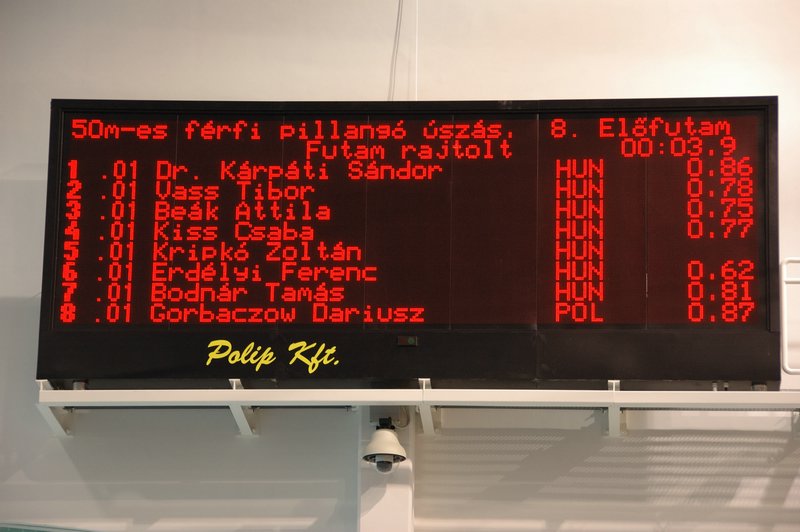 50m-es férfi pillangó úszás, 8. Előfutam
Futam rajtolt 00:03.9
1 .01 Dr. Kárpáti Sándor HUN 0.86
2 .01 Vass Tibor HUN 0.78
3 .01 Beák Attila HUN 0.75
4 .01 Kiss Csaba HUN 0.77
5 .01 Kripkó Zoltán HUN
6 .01 Erdélyi Ferenc HUN 0.62
7 .01 Bodnár Tamás HUN 0.81
8 .01 Gorbaczow Dariusz POL 0.87
Polip Kft.